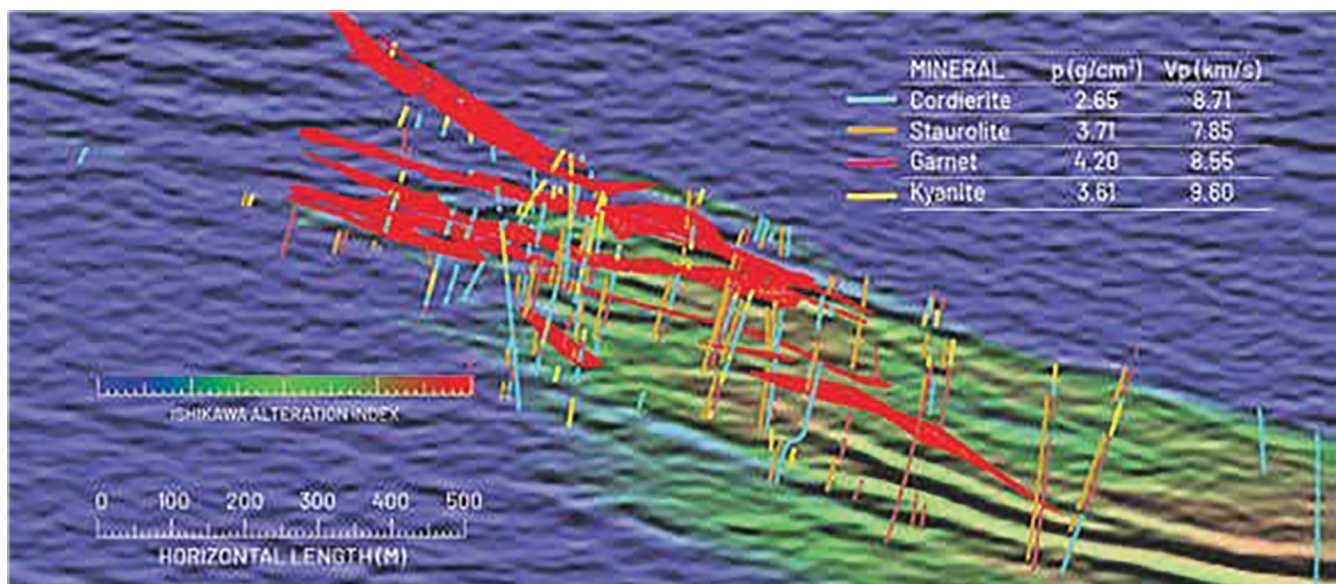 MINERAL p (g/cm³) Vp (km/s)
Cordierite 2.65 8.71
Staurolite 3.71 7.85
Garnet 4.20 8.55
Kyanite 3.61 9.60
ISHIKAWA ALTERATION INDEX
0 100 200 300 400 500
HORIZONTAL LENGTH (M)